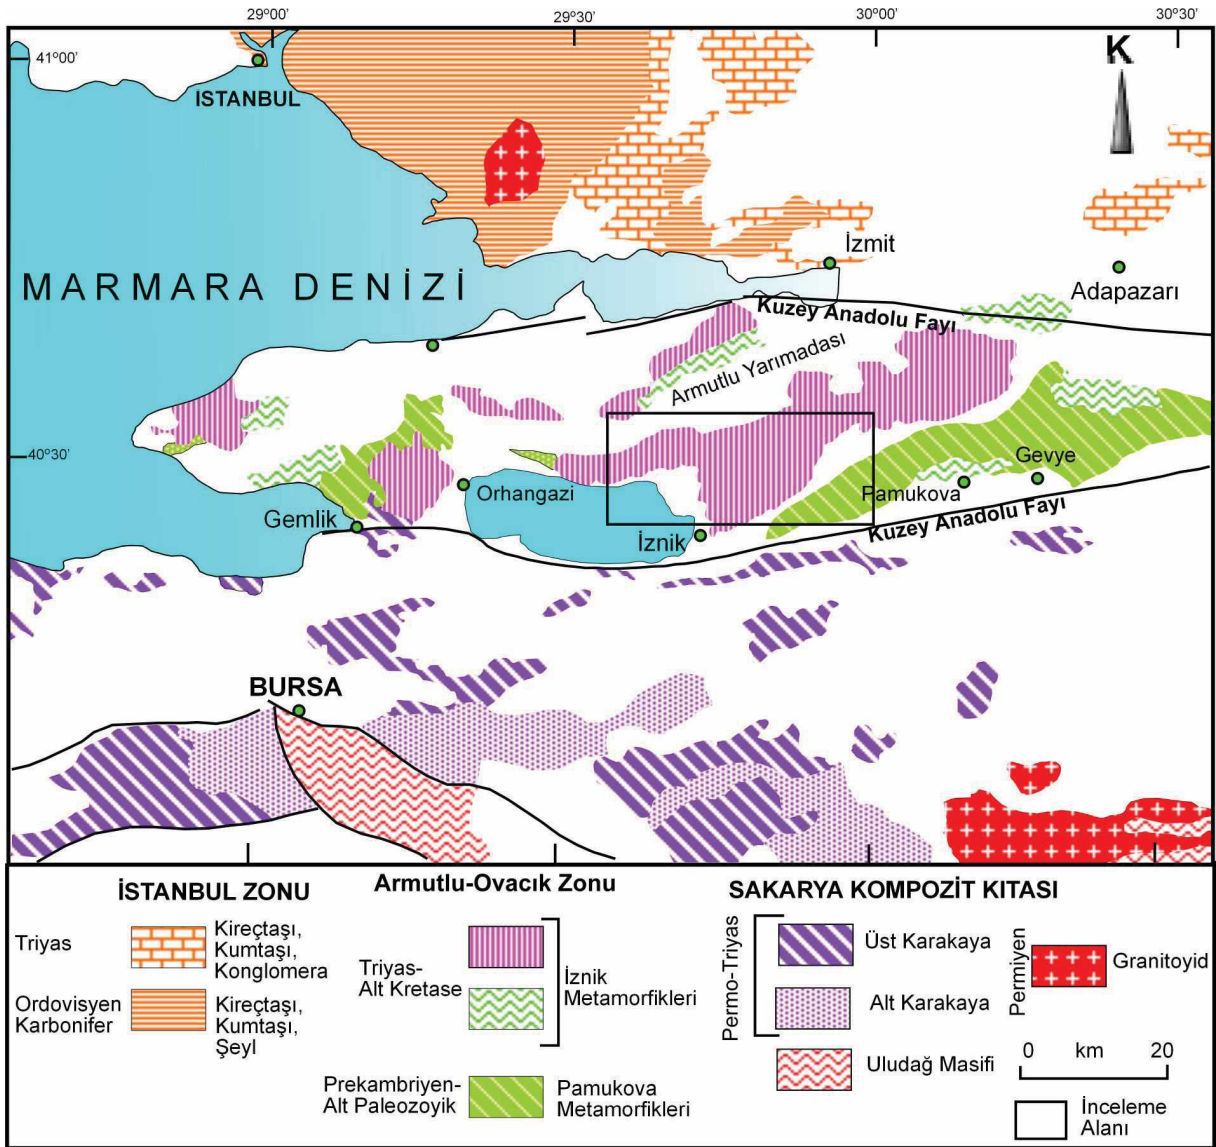 29°00'
29°30'
30°00'
30°30'
41°00'
K
İSTANBUL
İzmit
MARMARA DENİZİ
Adapazarı
Kuzey Anadolu Fayı
Armutlu Yarımadası
40°30'
Gevye
Orhangazi
Pamukova
Gemlik
Kuzey Anadolu Fayı
İznik
BURSA
İSTANBUL ZONU
Triyas
Kireçtaşı,
Kumtaşı,
Konglomera
Ordovisyen
Karbonifer
Kireçtaşı,
Kumtaşı,
Şeyl
Armutlu-Ovacık Zonu
Triyas-
Alt Kretase
İznik
Metamorfikleri
Prekambriyen-
Alt Paleozoyik
Pamukova
Metamorfikleri
SAKARYA KOMPOZİT KITASI
Permo-Triyas
Üst Karakaya
Alt Karakaya
Uludağ Masifi
Permiyen
Granitoyid
0 km 20
İnceleme
Alanı